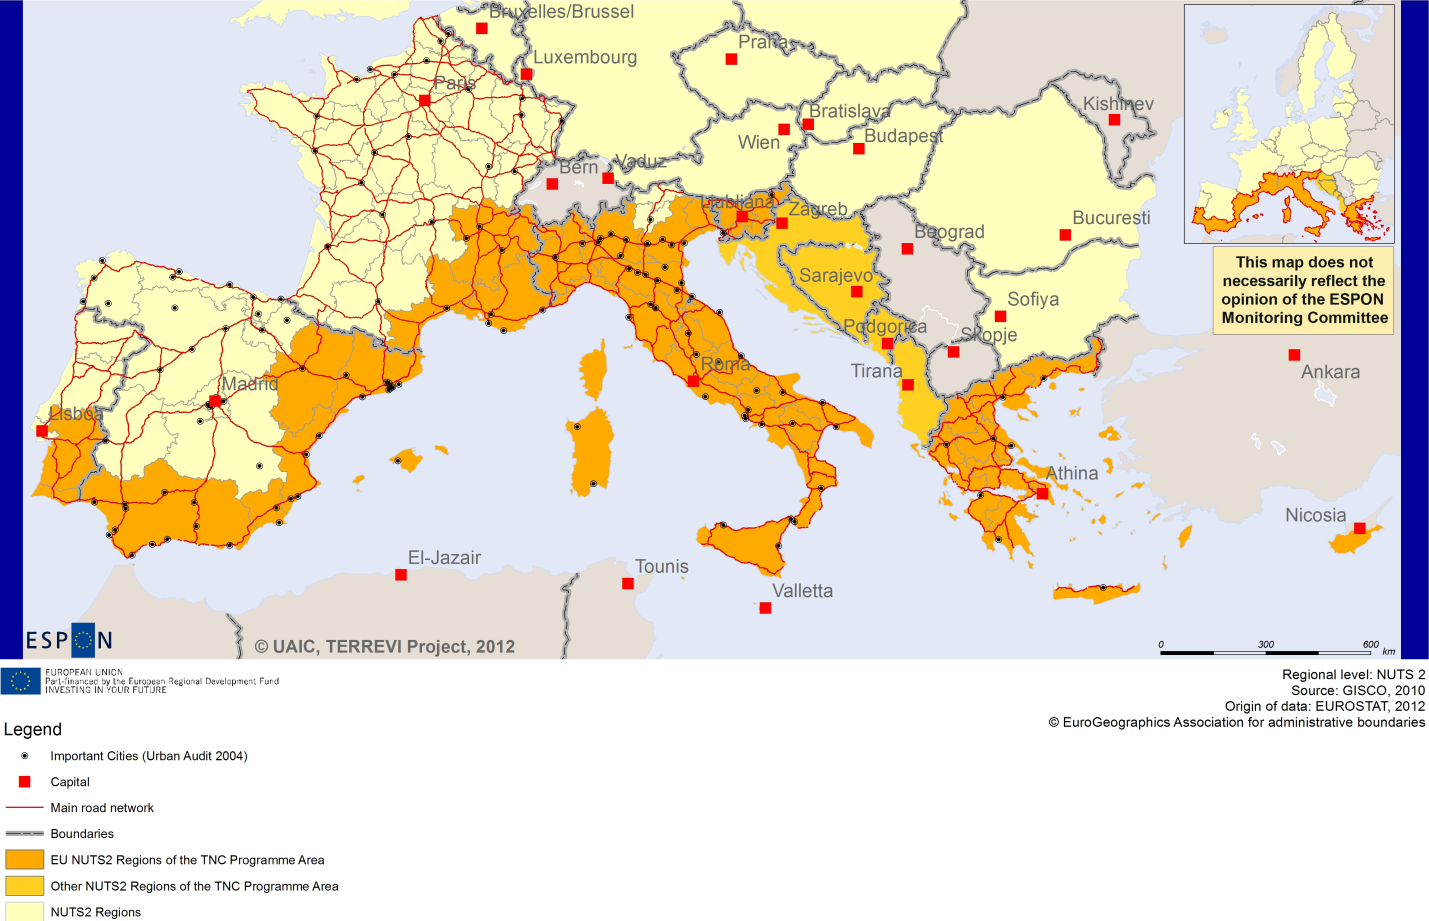 Bruxelles/Brussel
Praha
Luxembourg
Paris
Kishinev
Bratislava
Wien
Budapest
Bern
Vaduz
Ljubljana
Zagreb
Bucuresti
Beograd
This map does not
necessarily reflect the
opinion of the ESPON
Monitoring Committee
Sarajevo
Sofiya
Podgorica
Skopje
Roma
Tirana
Ankara
Madrid
Lisboa
Athina
Nicosia
El-Jazair
Tounis
Valletta
ESPON
© UAIC, TERREVI Project, 2012
0 300 600 km
EUROPEAN UNION
Part-financed by the European Regional Development Fund
INVESTING IN YOUR FUTURE
Regional level: NUTS 2
Source: GISCO, 2010
Origin of data: EUROSTAT, 2012
© EuroGeographics Association for administrative boundaries
Legend
Important Cities (Urban Audit 2004)
Capital
Main road network
Boundaries
EU NUTS2 Regions of the TNC Programme Area
Other NUTS2 Regions of the TNC Programme Area
NUTS2 Regions